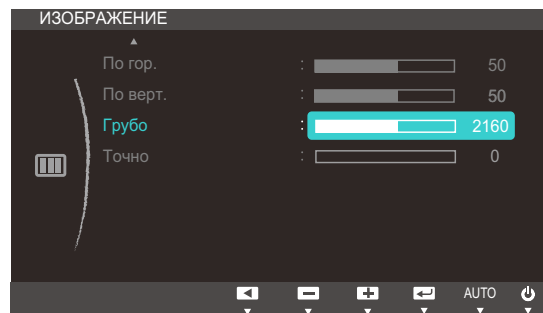 ИЗОБРАЖЕНИЕ
По гор. : 50
По верт. : 50
Грубо : 2160
Точно : 0
AUTO